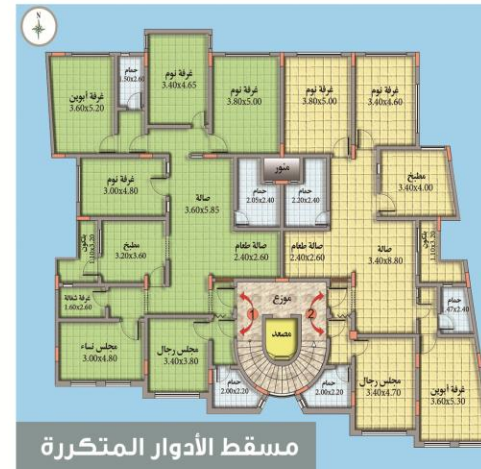 N
غرفة نوم
3.40x4.65
حمام
1.50x2.60
غرفة أبوين
3.60x5.20
غرفة نوم
3.80x5.00
غرفة نوم
3.80x5.00
غرفة نوم
3.40x4.60
غرفة نوم
3.00x4.80
صالة
3.60x5.85
منور
حمام
2.05x2.40
حمام
2.20x2.40
مطبخ
3.40x4.00
مطبخ
3.20x3.60
صالة طعام
2.40x2.60
صالة طعام
2.40x2.60
صالة
3.40x8.80
بلكون
بلكون
غرفة شغالة
1.60x2.60
موزع
1
مصعد
2
حمام
1.47x2.40
مجلس نساء
3.00x4.80
مجلس رجال
3.40x3.80
حمام
2.00x2.20
حمام
2.00x2.20
مجلس رجال
3.40x4.70
غرفة أبوين
3.60x5.30
مسقط الأدوار المتكررة